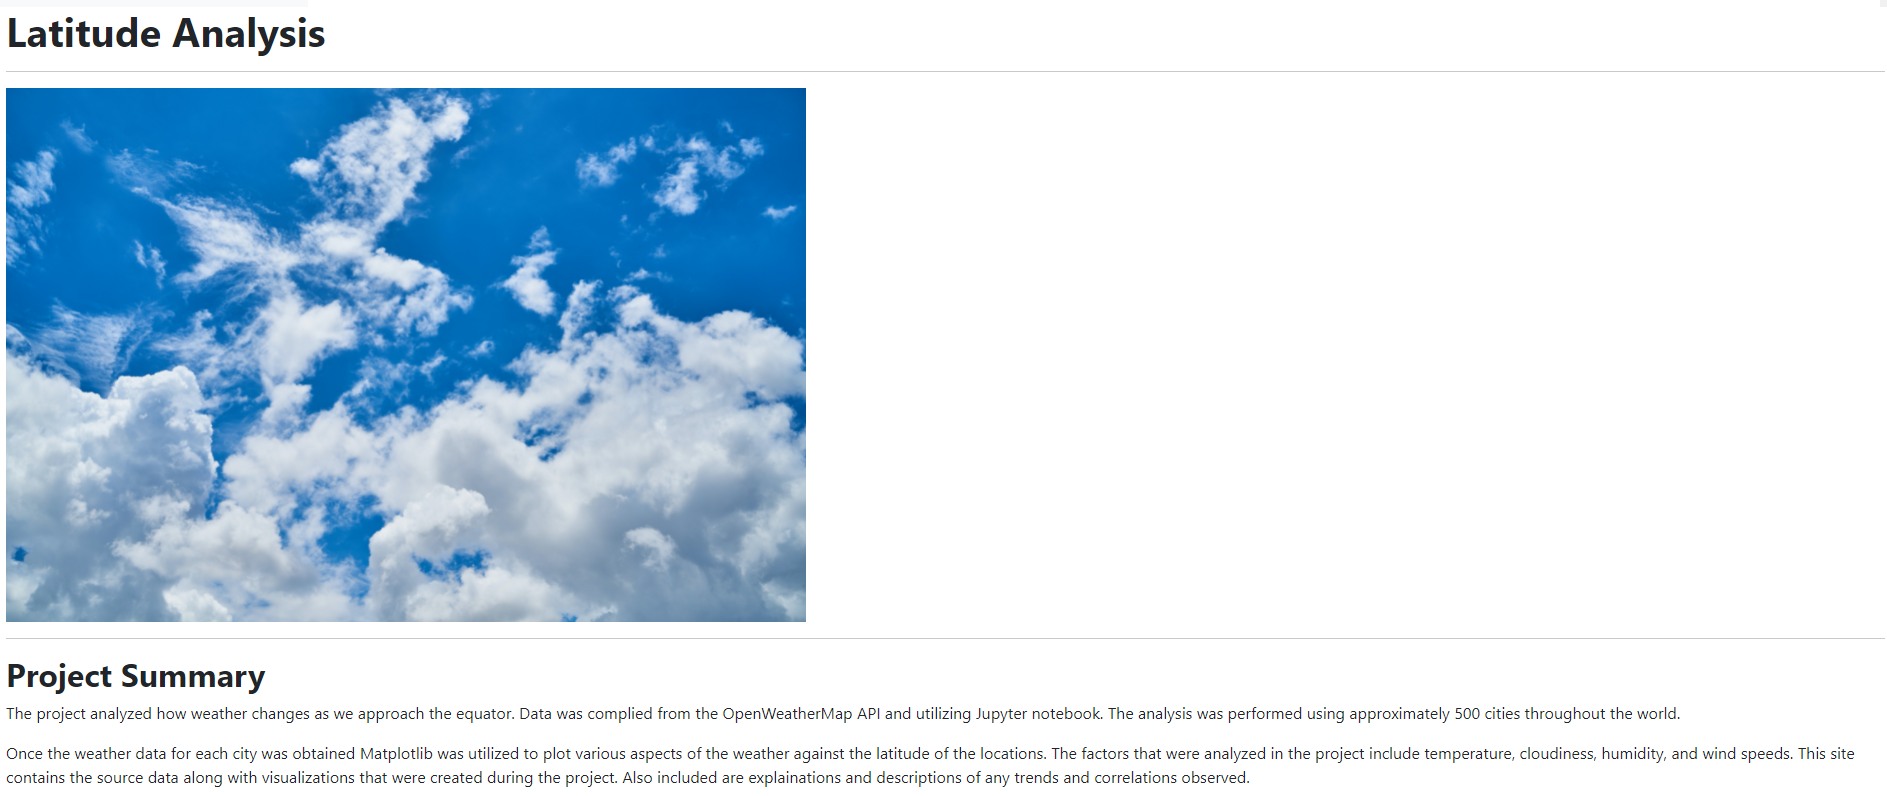 Latitude Analysis
Project Summary
The project analyzed how weather changes as we approach the equator. Data was complied from the OpenWeatherMap API and utilizing Jupyter notebook. The analysis was performed using approximately 500 cities throughout the world.
Once the weather data for each city was obtained Matplotlib was utilized to plot various aspects of the weather against the latitude of the locations. The factors that were analyzed in the project include temperature, cloudiness, humidity, and wind speeds. This site
contains the source data along with visualizations that were created during the project. Also included are explainations and descriptions of any trends and correlations observed.